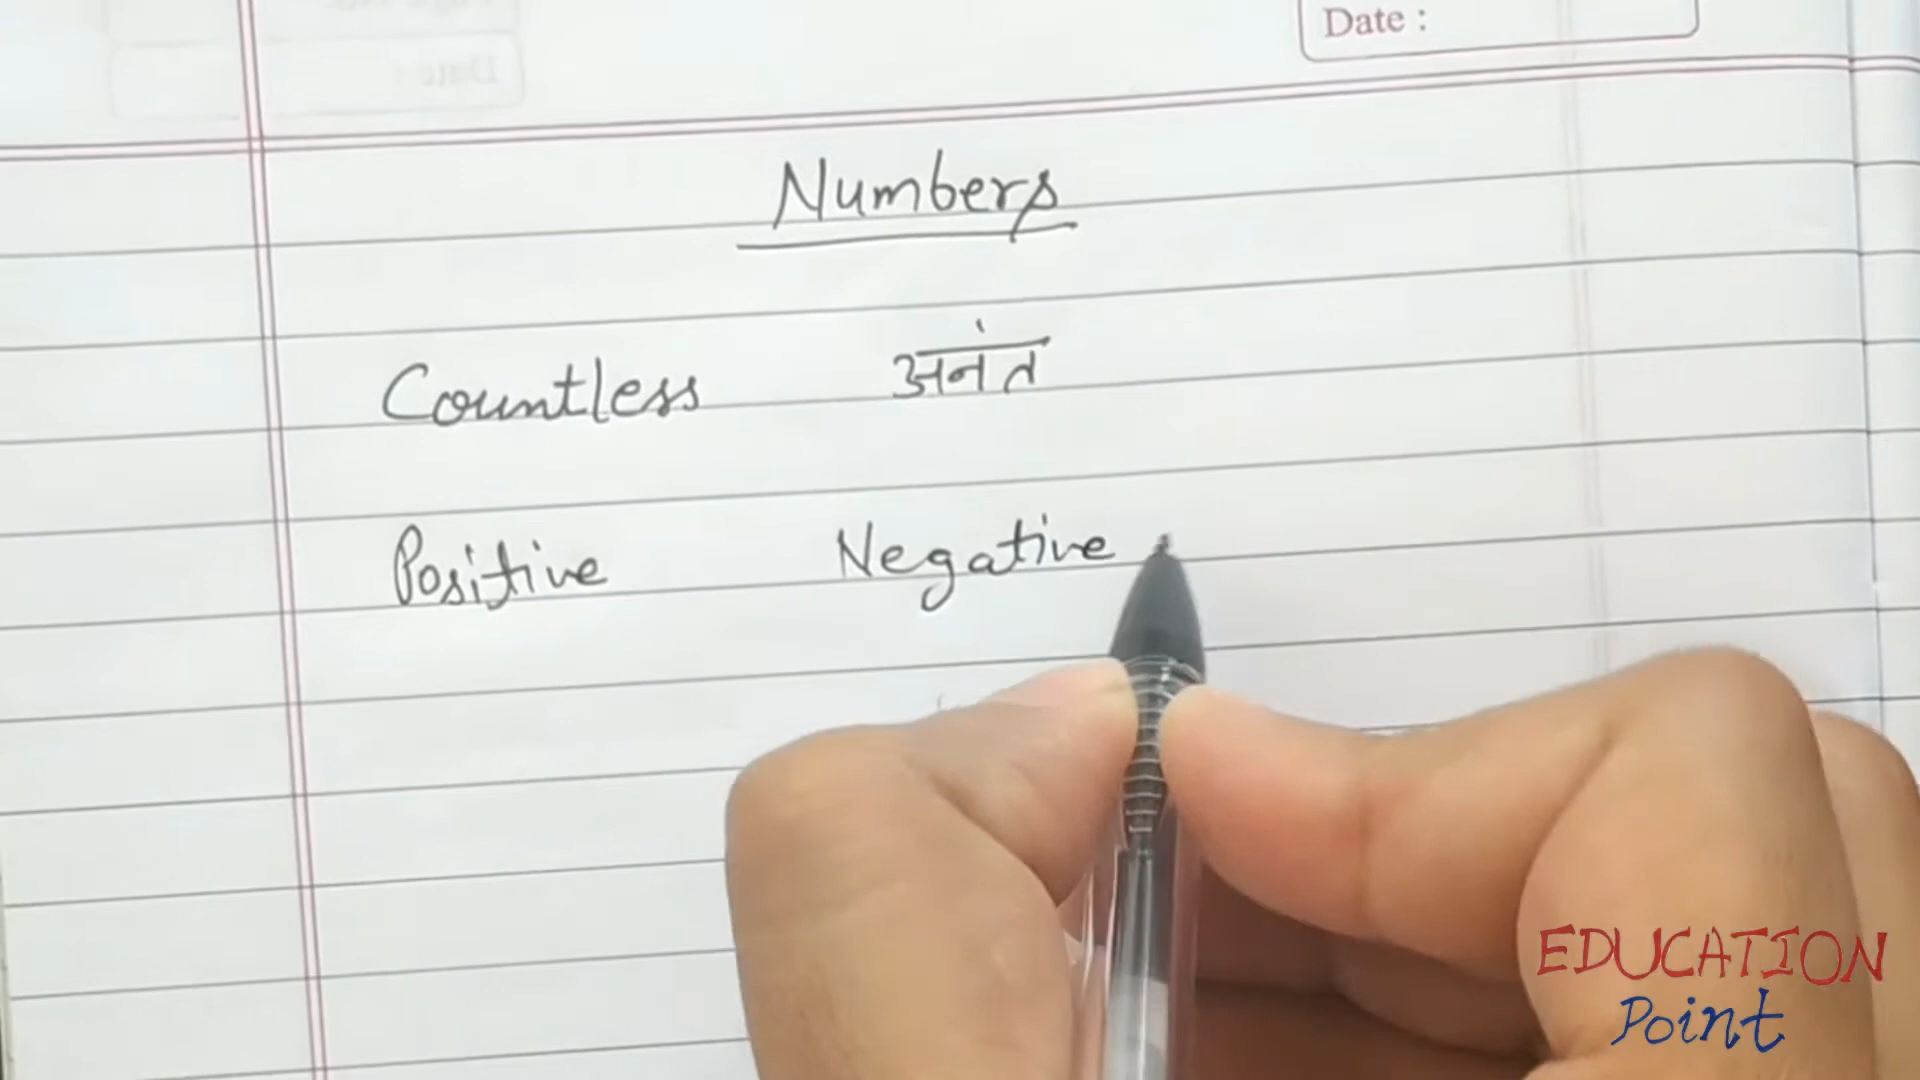 Date :
Numbers
Countless अनंत
Positive Negative
EDUCATION
Point